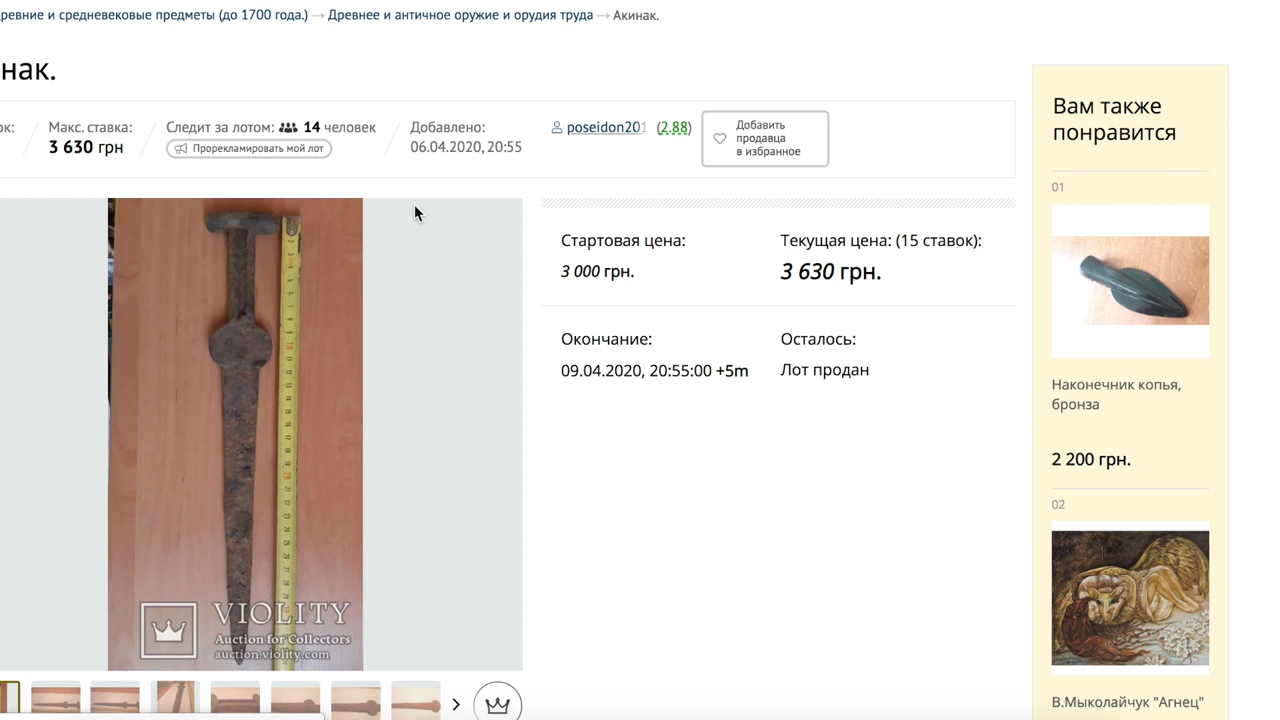 ревние и средневековые предметы (до 1700 года.) → Древнее и античное оружие и орудия труда → Акинак.
нак.
ок:
Макс. ставка:
3 630 грн
Следит за лотом: 14 человек
Прорекламировать мой лот
Добавлено:
06.04.2020, 20:55
poseidon201 (2.88)
Добавить
продавца
в избранное
Стартовая цена:
3 000 грн.
Текущая цена: (15 ставок):
3 630 грн.
Окончание:
09.04.2020, 20:55:00 +5m
Осталось:
Лот продан
VIOLITY
Auction for Collectors
auction.violity.com
Вам также
понравится
01
Наконечник копья,
бронза
2 200 грн.
02
В.Мыколайчук "Агнец"